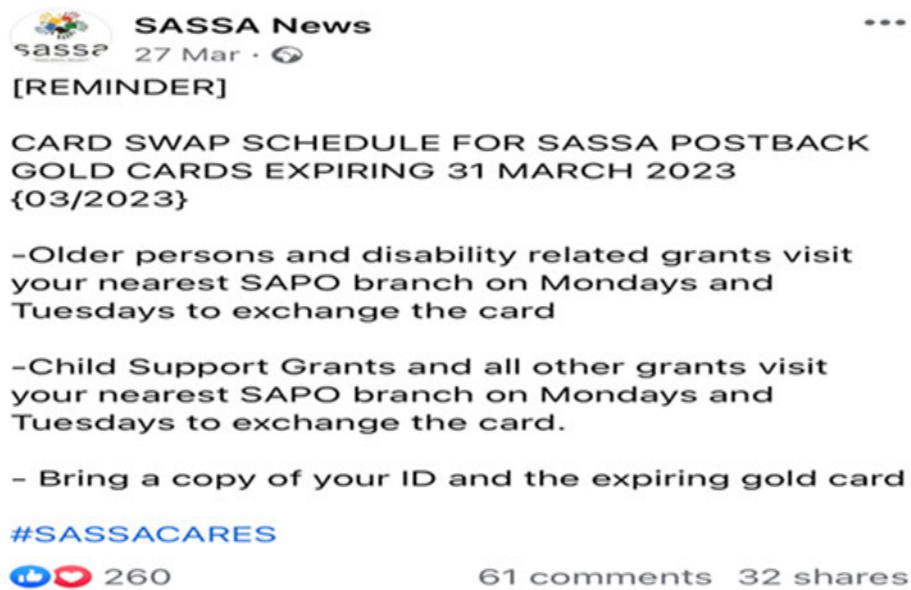 sassa
SASSA News
27 Mar ·
[REMINDER]
CARD SWAP SCHEDULE FOR SASSA POSTBACK
GOLD CARDS EXPIRING 31 MARCH 2023
{03/2023}
-Older persons and disability related grants visit
your nearest SAPO branch on Mondays and
Tuesdays to exchange the card
-Child Support Grants and all other grants visit
your nearest SAPO branch on Mondays and
Tuesdays to exchange the card.
- Bring a copy of your ID and the expiring gold card
#SASSACARES
260
61 comments 32 shares